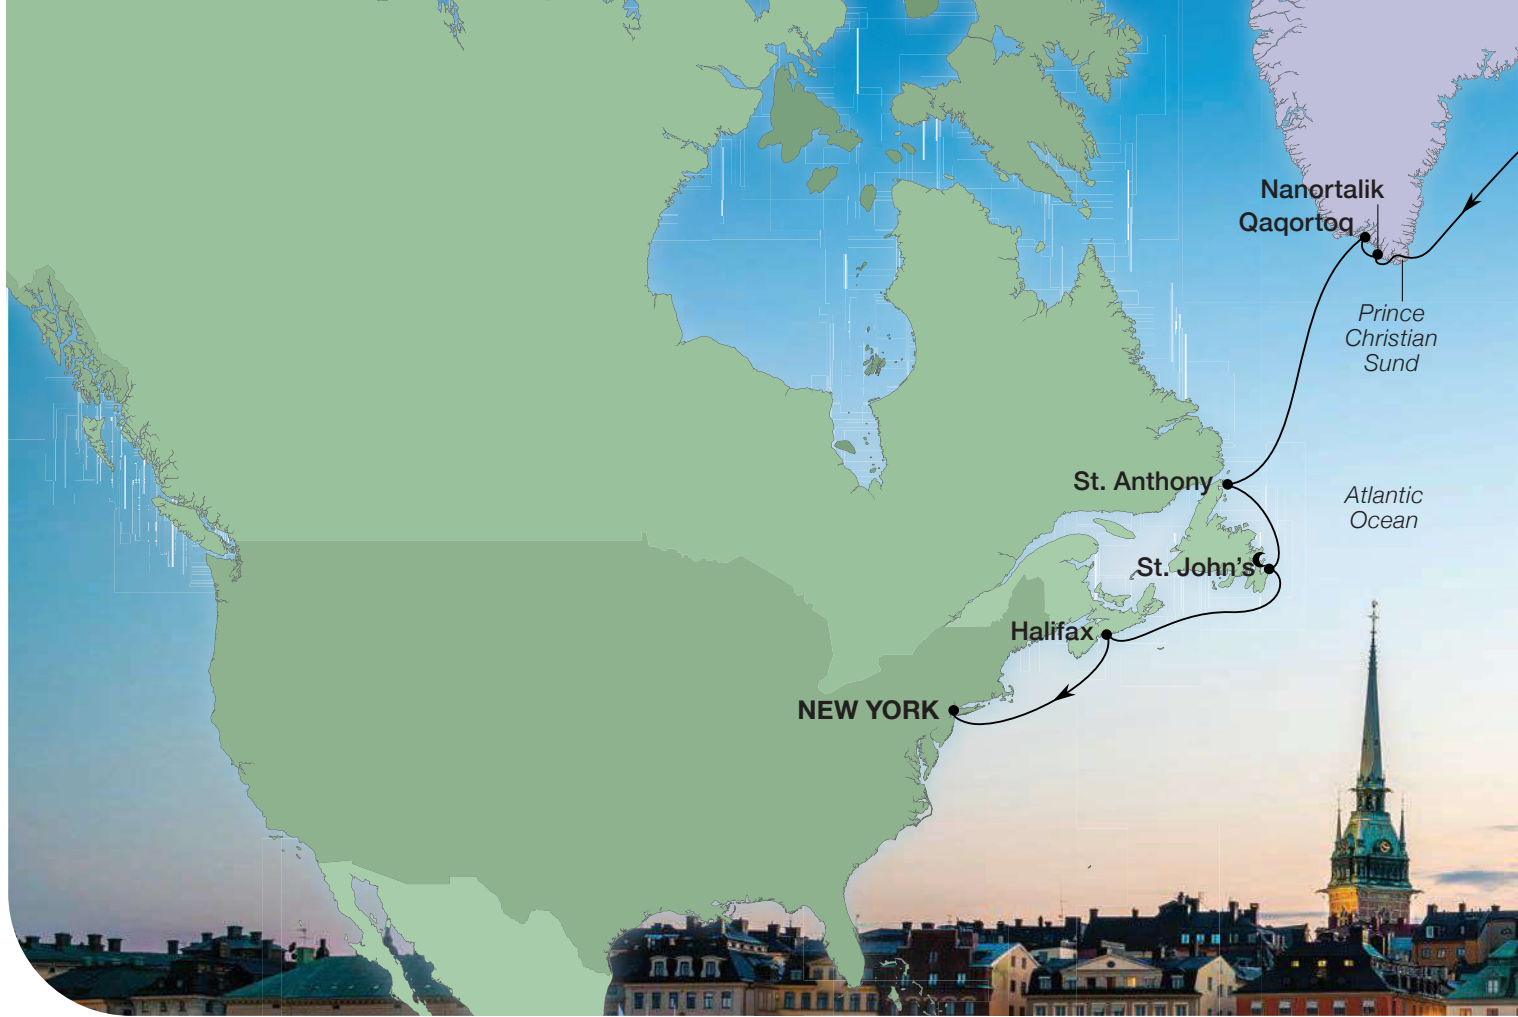 Nanortalik
Qaqortoq
Prince
Christian
Sund
St. Anthony
Atlantic
Ocean
St. John's
Halifax
NEW YORK